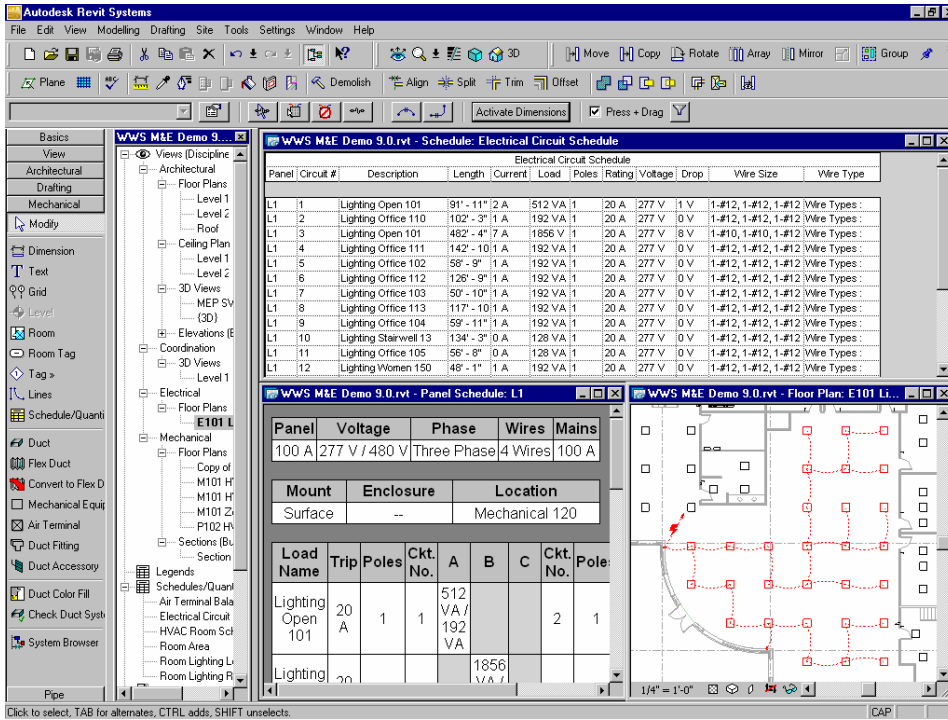 Autodesk Revit Systems
File Edit View Modelling Drafting Site Tools Settings Window Help
3D Move Copy Rotate Array Mirror Group
Plane Demolish Align Split Trim Offset
Activate Dimensions Press + Drag
Basics
View
Architectural
Drafting
Mechanical
Modify
Dimension
Text
Grid
Level
Room
Room Tag
Tag »
Lines
Schedule/Quanti
Duct
Flex Duct
Convert to Flex D
Mechanical Equip
Air Terminal
Duct Fitting
Duct Accessory
Duct Color Fill
Check Duct Syst
System Browser
Pipe
WWS M&E Demo 9....
Views (Discipline
Architectural
Floor Plans
Level 1
Level 2
Roof
Ceiling Plan
Level 1
Level 2
3D Views
MEP SV
{3D}
Elevations (E
Coordination
3D Views
Level 1
Electrical
Floor Plans
E101 L
Mechanical
Floor Plans
Copy of
M101 H
M101 H
M101 Z
P102 HV
Sections (Bu
Section
Legends
Schedules/Quant
Air Terminal Bala
Electrical Circuit
HVAC Room Sch
Room Area
Room Lighting L
Room Lighting R
WWS M&E Demo 9.0.rvt - Schedule: Electrical Circuit Schedule
Electrical Circuit Schedule
Panel Circuit # Description Length Current Load Poles Rating Voltage Drop Wire Size Wire Type
L1 1 Lighting Open 101 91' - 11" 2 A 512 VA 1 20 A 277 V 1 V 1-#12, 1-#12, 1-#12 Wire Types :
L1 2 Lighting Office 110 102' - 3" 1 A 192 VA 1 20 A 277 V 0 V 1-#12, 1-#12, 1-#12 Wire Types :
L1 3 Lighting Open 101 482' - 4" 7 A 1856 V 1 20 A 277 V 8 V 1-#10, 1-#10, 1-#12 Wire Types :
L1 4 Lighting Office 111 142' - 10 1 A 192 VA 1 20 A 277 V 0 V 1-#12, 1-#12, 1-#12 Wire Types :
L1 5 Lighting Office 102 58' - 9" 1 A 192 VA 1 20 A 277 V 0 V 1-#12, 1-#12, 1-#12 Wire Types :
L1 6 Lighting Office 112 126' - 9" 1 A 192 VA 1 20 A 277 V 0 V 1-#12, 1-#12, 1-#12 Wire Types :
L1 7 Lighting Office 103 50' - 10" 1 A 192 VA 1 20 A 277 V 0 V 1-#12, 1-#12, 1-#12 Wire Types :
L1 8 Lighting Office 113 117' - 10 1 A 192 VA 1 20 A 277 V 0 V 1-#12, 1-#12, 1-#12 Wire Types :
L1 9 Lighting Office 104 59' - 11" 1 A 192 VA 1 20 A 277 V 0 V 1-#12, 1-#12, 1-#12 Wire Types :
L1 10 Lighting Stairwell 13 134' - 3" 0 A 128 VA 1 20 A 277 V 0 V 1-#12, 1-#12, 1-#12 Wire Types :
L1 11 Lighting Office 105 56' - 8" 0 A 128 VA 1 20 A 277 V 0 V 1-#12, 1-#12, 1-#12 Wire Types :
L1 12 Lighting Women 150 48' - 1" 1 A 192 VA 1 20 A 277 V 0 V 1-#12, 1-#12, 1-#12 Wire Types :
WWS M&E Demo 9.0.rvt - Panel Schedule: L1
Panel Voltage Phase Wires Mains
100 A 277 V / 480 V Three Phase 4 Wires 100 A
Mount Enclosure Location
Surface -- Mechanical 120
Load Name Trip Poles Ckt. No. A B C Ckt. No. Pole
Lighting Open 101 20 A 1 1 512 VA / 192 VA 2 1
Lighting 20 1856 VA /
WWS M&E Demo 9.0.rvt - Floor Plan: E101 Li...
1/4" = 1'-0"
Click to select, TAB for alternates, CTRL adds, SHIFT unselects.
CAP